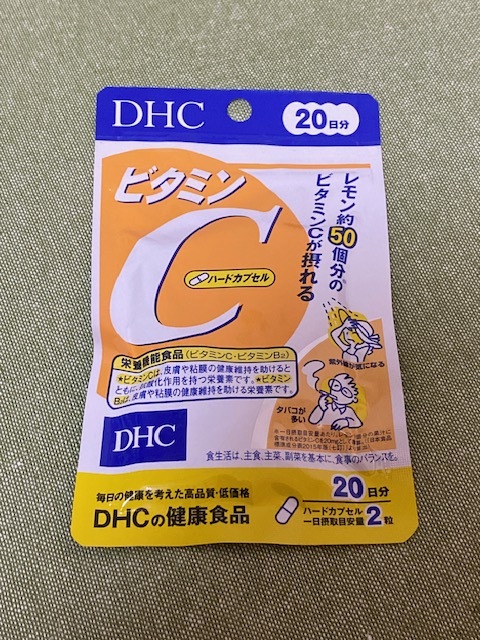 DHC
20日分
ビタミン
C
レモン約50個分の
ビタミンCが摂れる
ハードカプセル
栄養機能食品(ビタミンC・ビタミンB2)
★ビタミンCは、皮膚や粘膜の健康維持を助けると
ともに、抗酸化作用を持つ栄養素です。★ビタミン
B2は、皮膚や粘膜の健康維持を助ける栄養素です。
紫外線が気になる
タバコが
多い
DHC
食生活は、主食、主菜、副菜を基本に、食事のバランスを。
毎日の健康を考えた高品質・低価格
DHCの健康食品
20日分
ハードカプセル
一日摂取目安量2粒